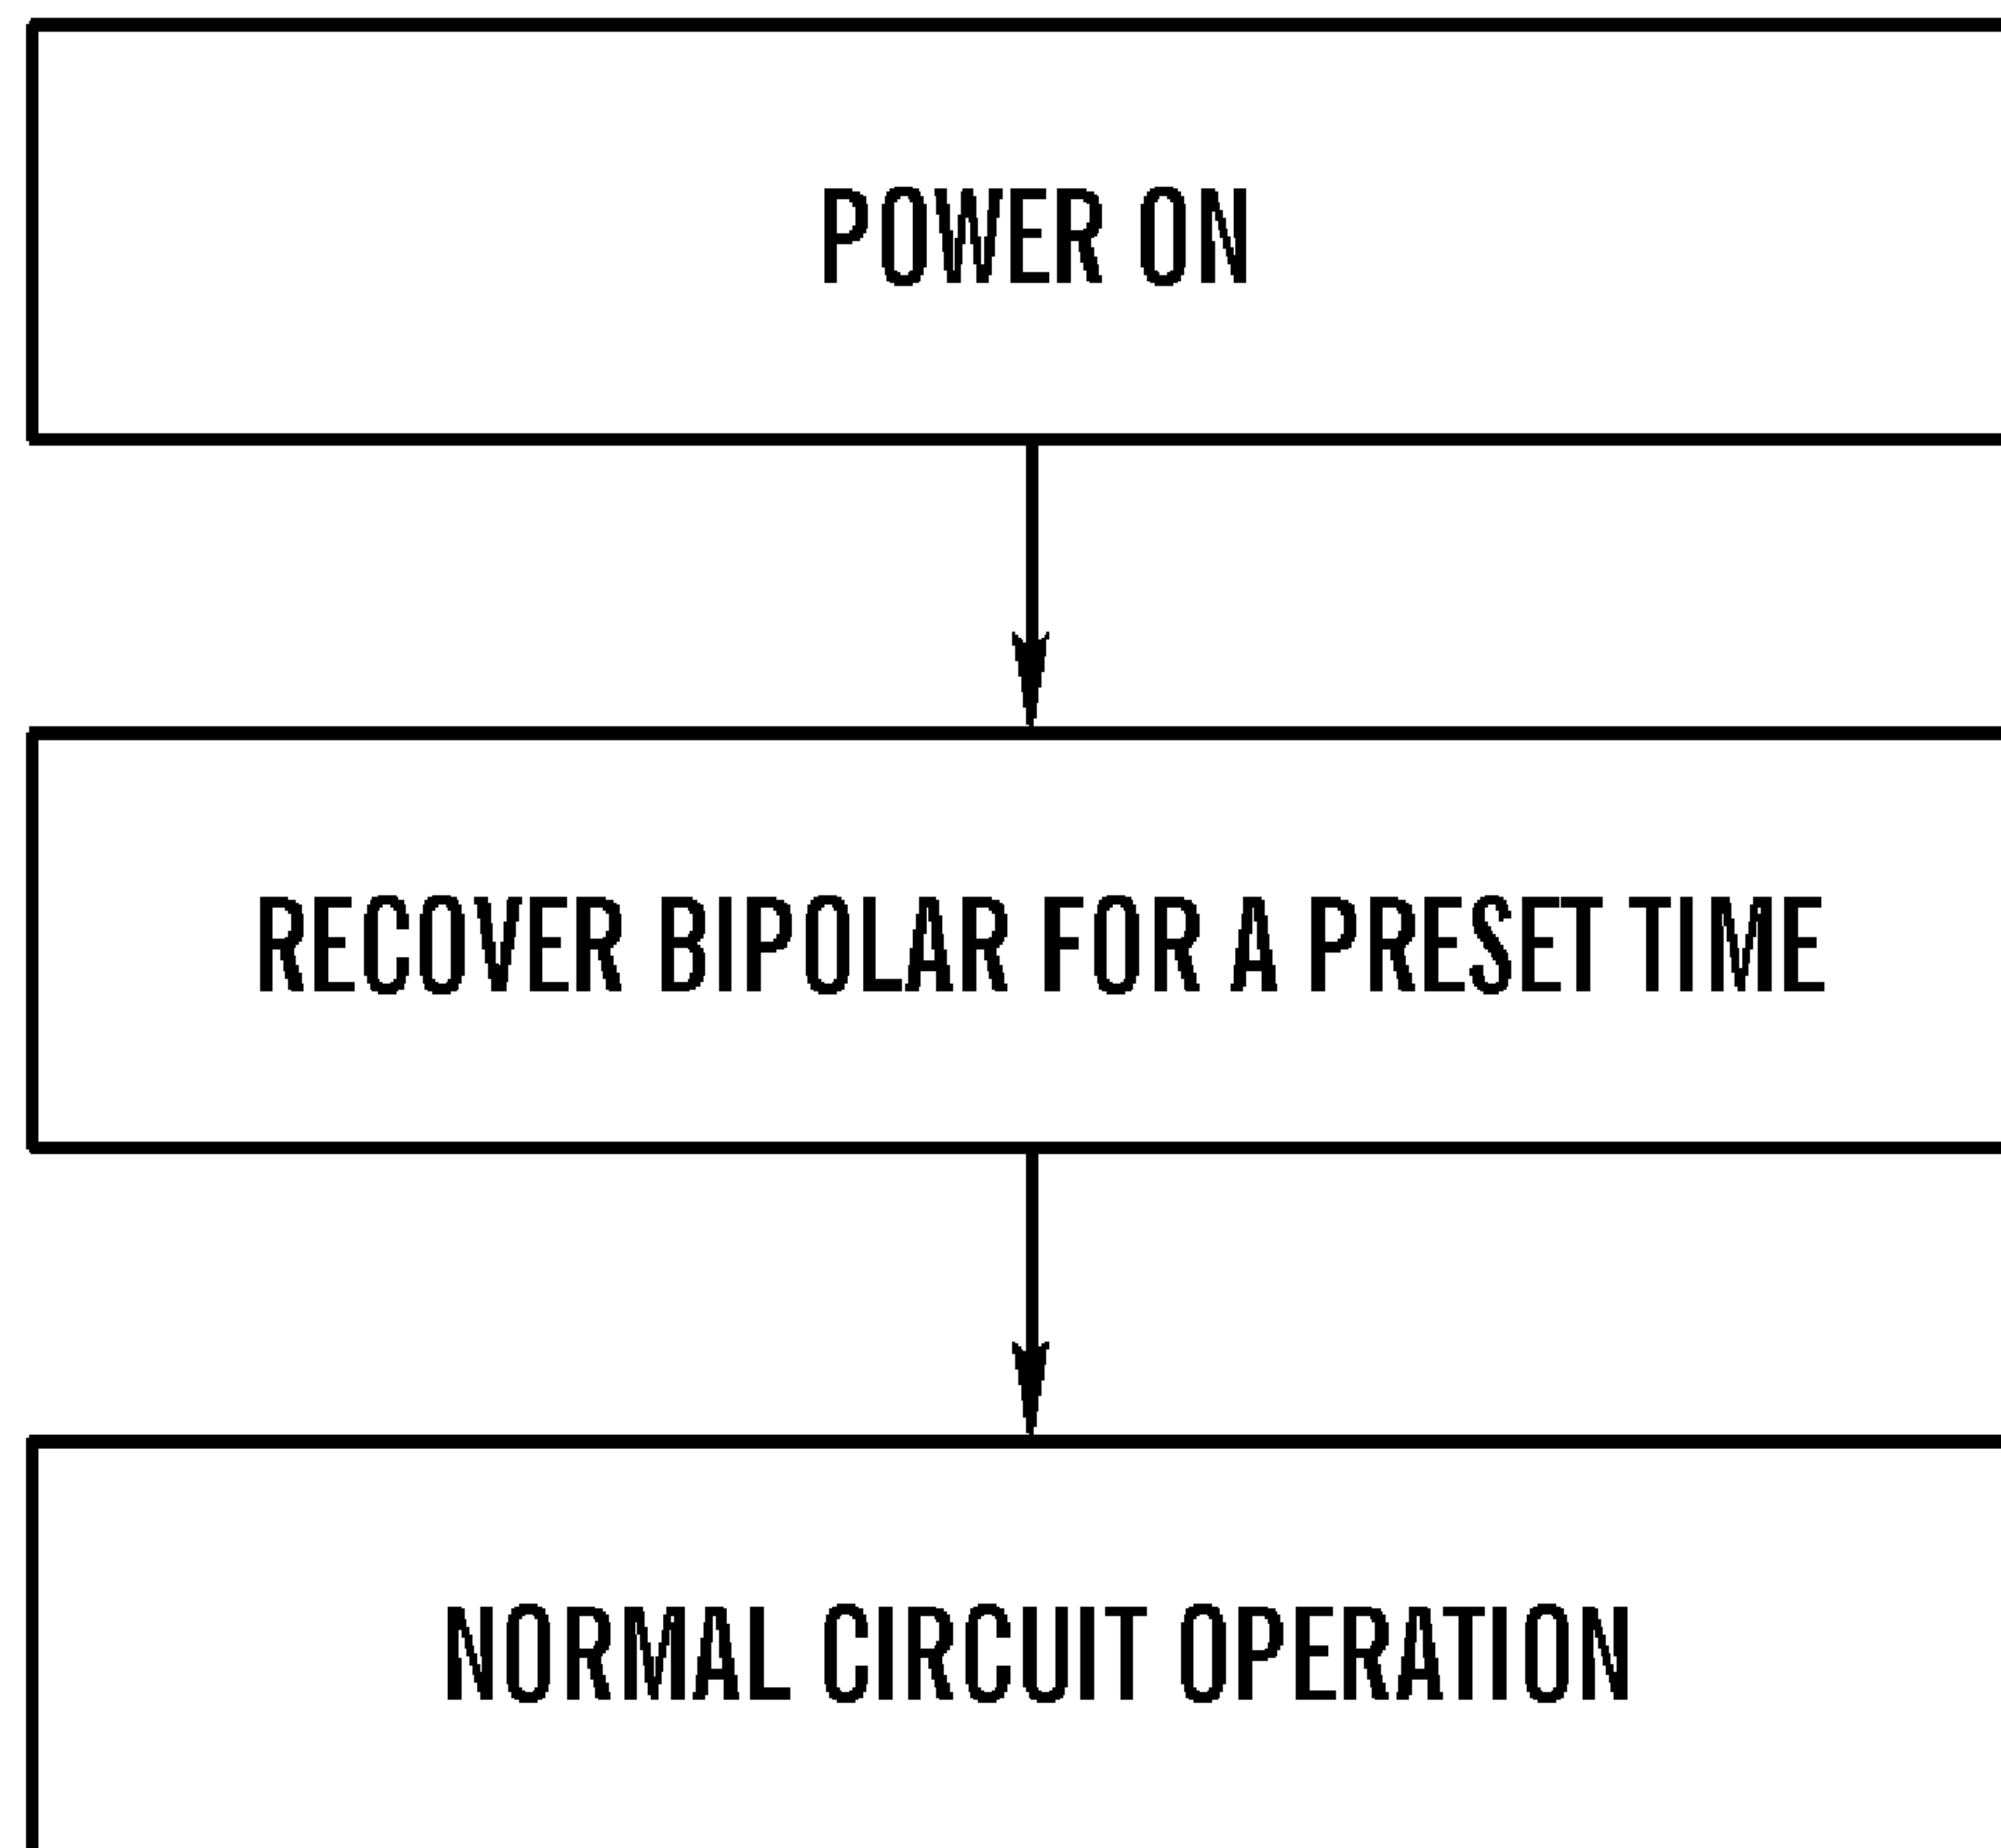 POWER ON
RECOVER BIPOLAR FOR A PRESET TIME
NORMAL CIRCUIT OPERATION